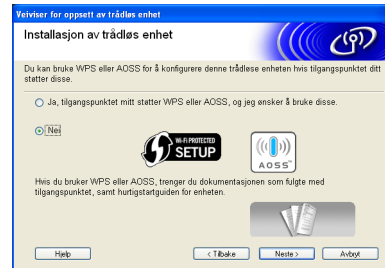 Veiviser for oppsett av trådløs enhet
Installasjon av trådløs enhet
Du kan bruke WPS eller AOSS for å konfigurere denne trådløse enheten hvis tilgangspunktet ditt
støtter disse.
Ja, tilgangspunktet mitt støtter WPS eller AOSS, og jeg ønsker å bruke disse.
Nei
WI-FI PROTECTED
SETUP
AOSS™
Hvis du bruker WPS eller AOSS, trenger du dokumentasjonen som fulgte med
tilgangspunktet, samt hurtigstartguiden for enheten.
Hjelp
< Tilbake
Neste >
Avbryt